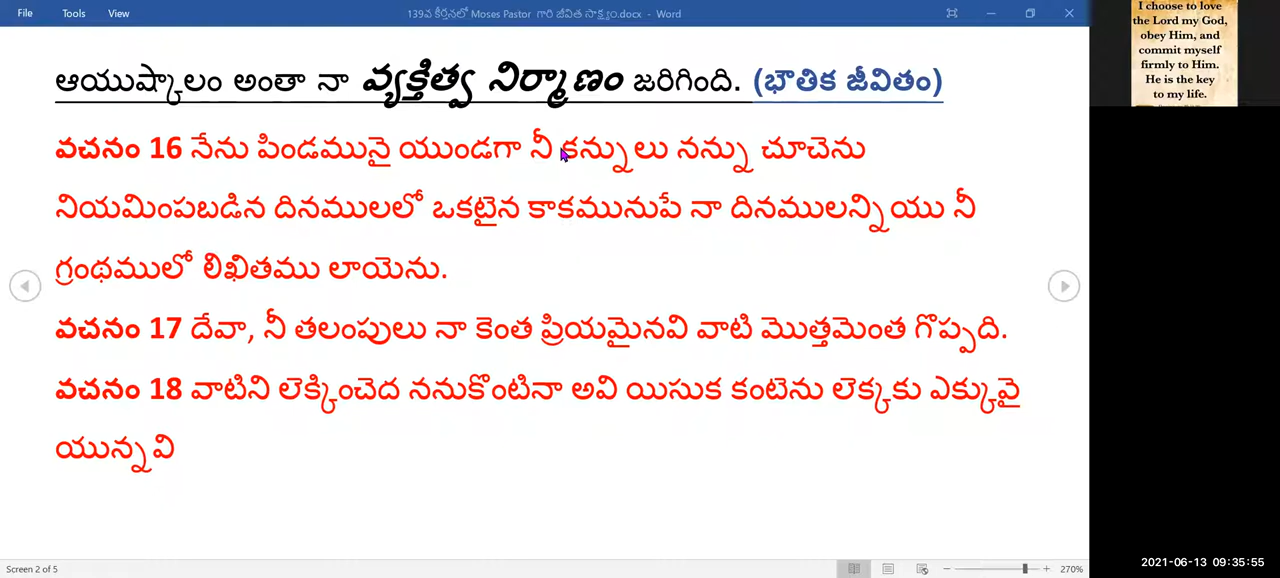 File Tools View 139వ కీర్తనలో Moses Pastor గారి జీవిత సాక్ష్యం.docx - Word
ఆయుష్కాలం అంతా నా వ్యక్తిత్వ నిర్మాణం జరిగింది. (భౌతిక జీవితం)
వచనం 16 నేను పిండమునై యుండగా నీ కన్నులు నన్ను చూచెను
నియమింపబడిన దినములలో ఒకటైన కాకమునుపే నా దినములన్నియు నీ
గ్రంథములో లిఖితము లాయెను.
వచనం 17 దేవా, నీ తలంపులు నా కెంత ప్రియమైనవి వాటి మొత్తమెంత గొప్పది.
వచనం 18 వాటిని లెక్కించెద ననుకొంటినా అవి యిసుక కంటెను లెక్కకు ఎక్కువై
యున్నవి
Screen 2 of 5
270%
I choose to love
the Lord my God,
obey Him, and
commit myself
firmly to Him.
He is the key
to my life.
2021-06-13 09:35:55